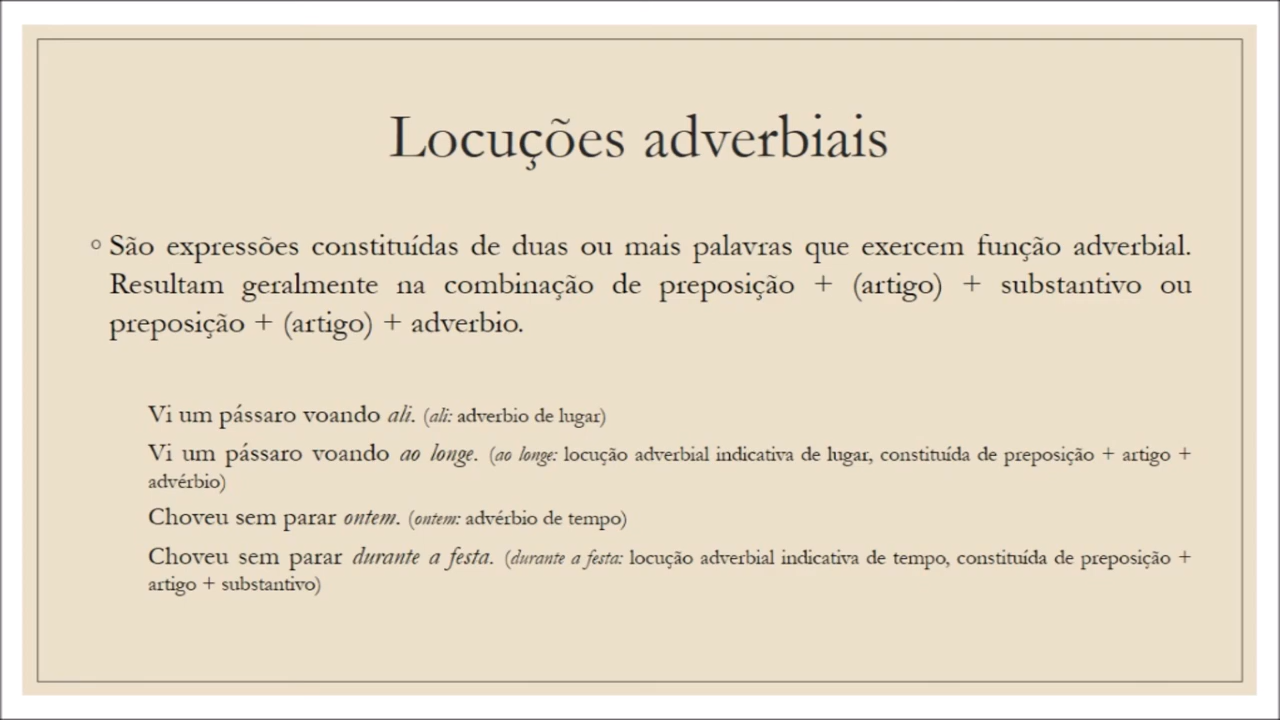 Locuções adverbiais
◦ São expressões constituídas de duas ou mais palavras que exercem função adverbial.
Resultam geralmente na combinação de preposição + (artigo) + substantivo ou
preposição + (artigo) + adverbio.
Vi um pássaro voando ali. (ali: adverbio de lugar)
Vi um pássaro voando ao longe. (ao longe: locução adverbial indicativa de lugar, constituída de preposição + artigo +
advérbio)
Choveu sem parar ontem. (ontem: advérbio de tempo)
Choveu sem parar durante a festa. (durante a festa: locução adverbial indicativa de tempo, constituída de preposição +
artigo + substantivo)